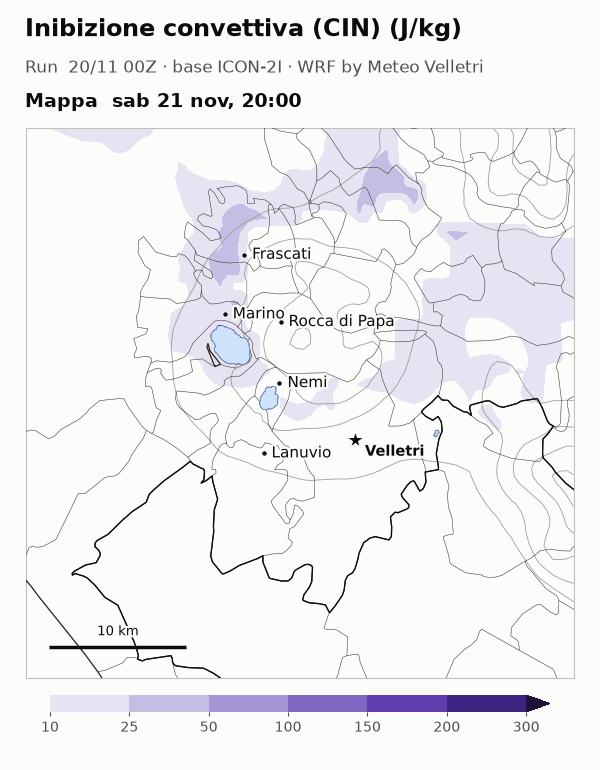 Inibizione convettiva (CIN) (J/kg)
Run  20/11 00Z · base ICON-2I · WRF by Meteo Velletri
Mappa  sab 21 nov, 20:00
Frascati
Marino
Rocca di Papa
Nemi
Velletri
Lanuvio
10 km
10 25 50 100 150 200 300